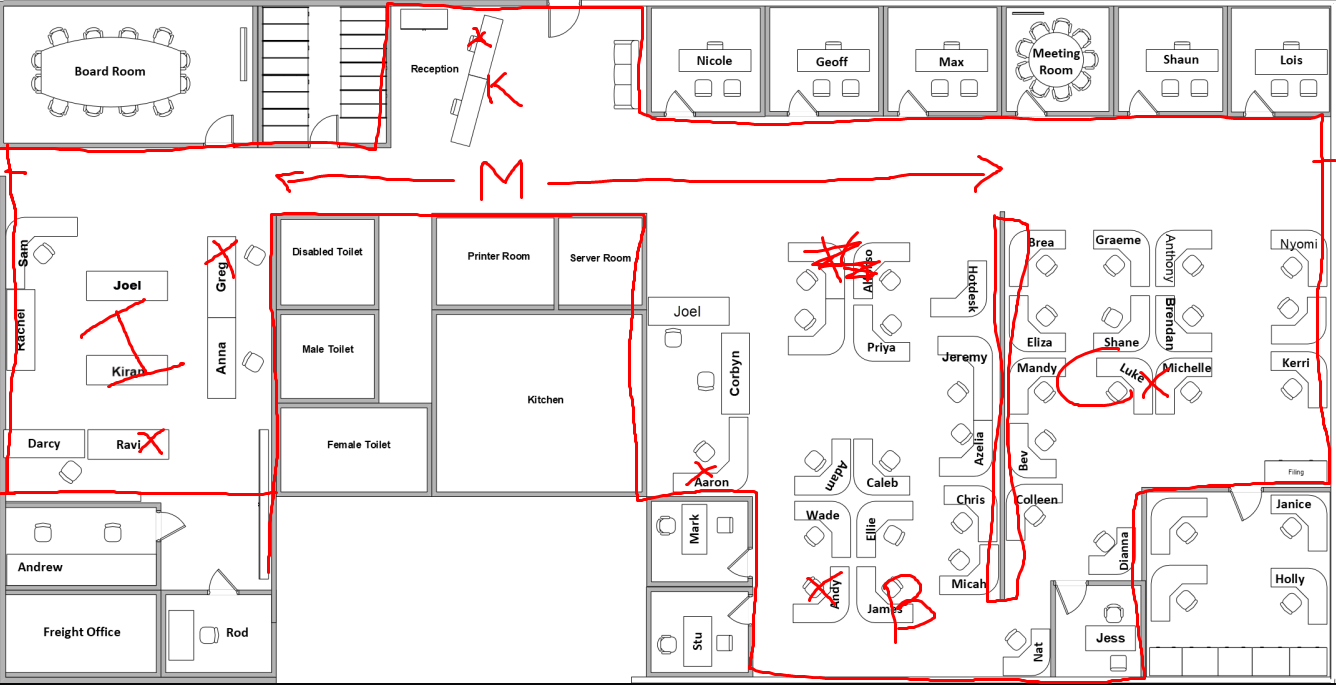 Board Room
Reception
K
Nicole
Geoff
Max
Meeting
Room
Shaun
Lois
M
Sam
Joel
Greg
Rachel
I
Kiran
Anna
Darcy
Ravi
X
Andrew
Freight Office
Rod
Disabled Toilet
Printer Room
Server Room
Male Toilet
Kitchen
Female Toilet
Joel
Corbyn
Aaron
Mark
Stu
Priya
Hotdesk
Jeremy
Azelia
Adam
Caleb
Chris
Wade
Ellie
Micah
Andy
James
B
Brea
Graeme
Anthony
Nyomi
Eliza
Shane
Brendan
Mandy
Luke
X
Michelle
Kerri
Bev
Filing
Colleen
Dianna
Janice
Holly
Nat
Jess